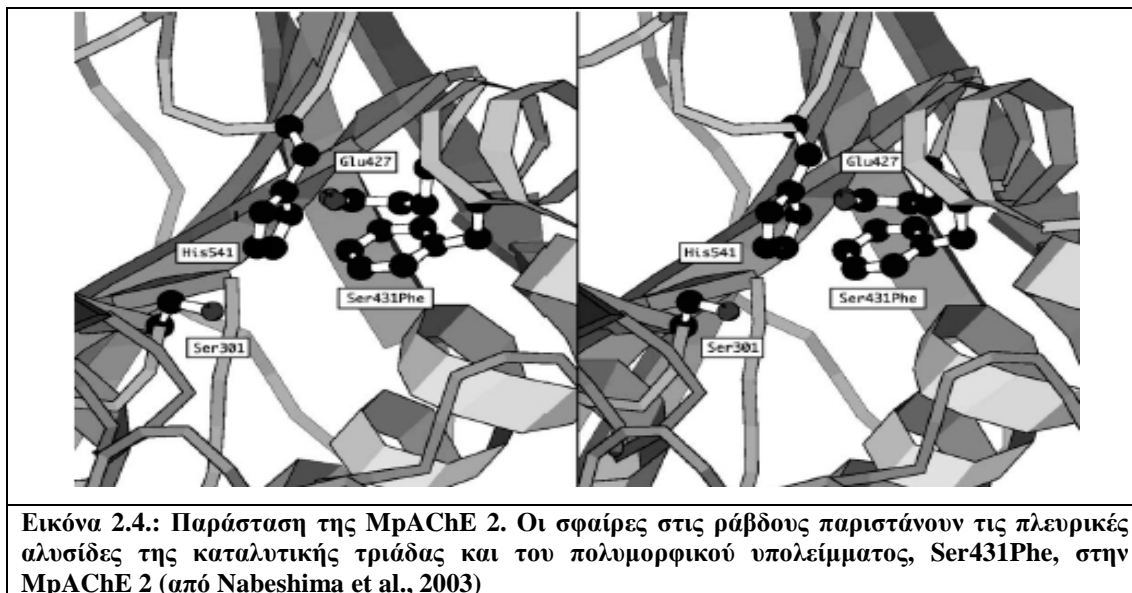 Glu427
Glu427
His541
His541
Ser431Phe
Ser431Phe
Ser301
Ser301
Εικόνα 2.4.: Παράσταση της MpAChE 2. Οι σφαίρες στις ράβδους παριστάνουν τις πλευρικές
αλυσίδες της καταλυτικής τριάδας και του πολυμορφικού υπολείμματος, Ser431Phe, στην
MpAChE 2 (από Nabeshima et al., 2003)